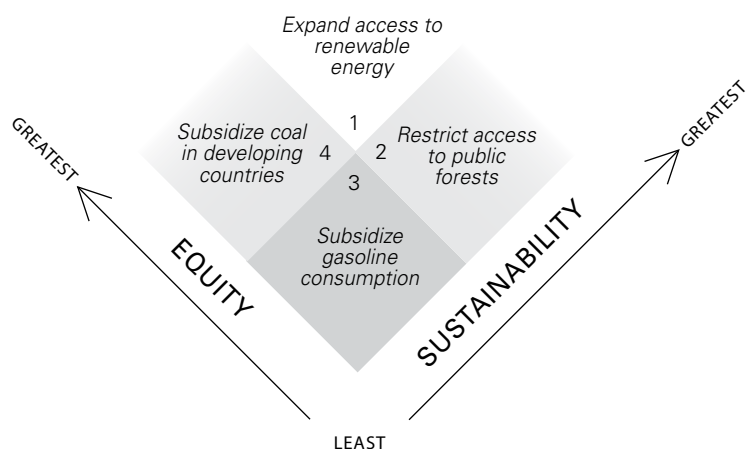 Expand access to
renewable
energy
GREATEST
GREATEST
1
Subsidize coal
in developing
countries
4
2
Restrict access
to public
forests
3
Subsidize
gasoline
consumption
EQUITY
SUSTAINABILITY
LEAST